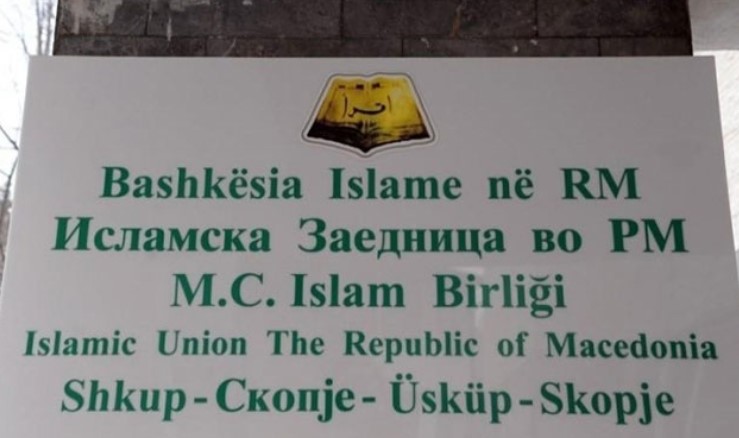 اقرأ
Bashkësia Islame në RM
Исламска Заедница во РМ
M.C. Islam Birliği
Islamic Union The Republic of Macedonia
Shkup - Скопје - Üsküp - Skopje